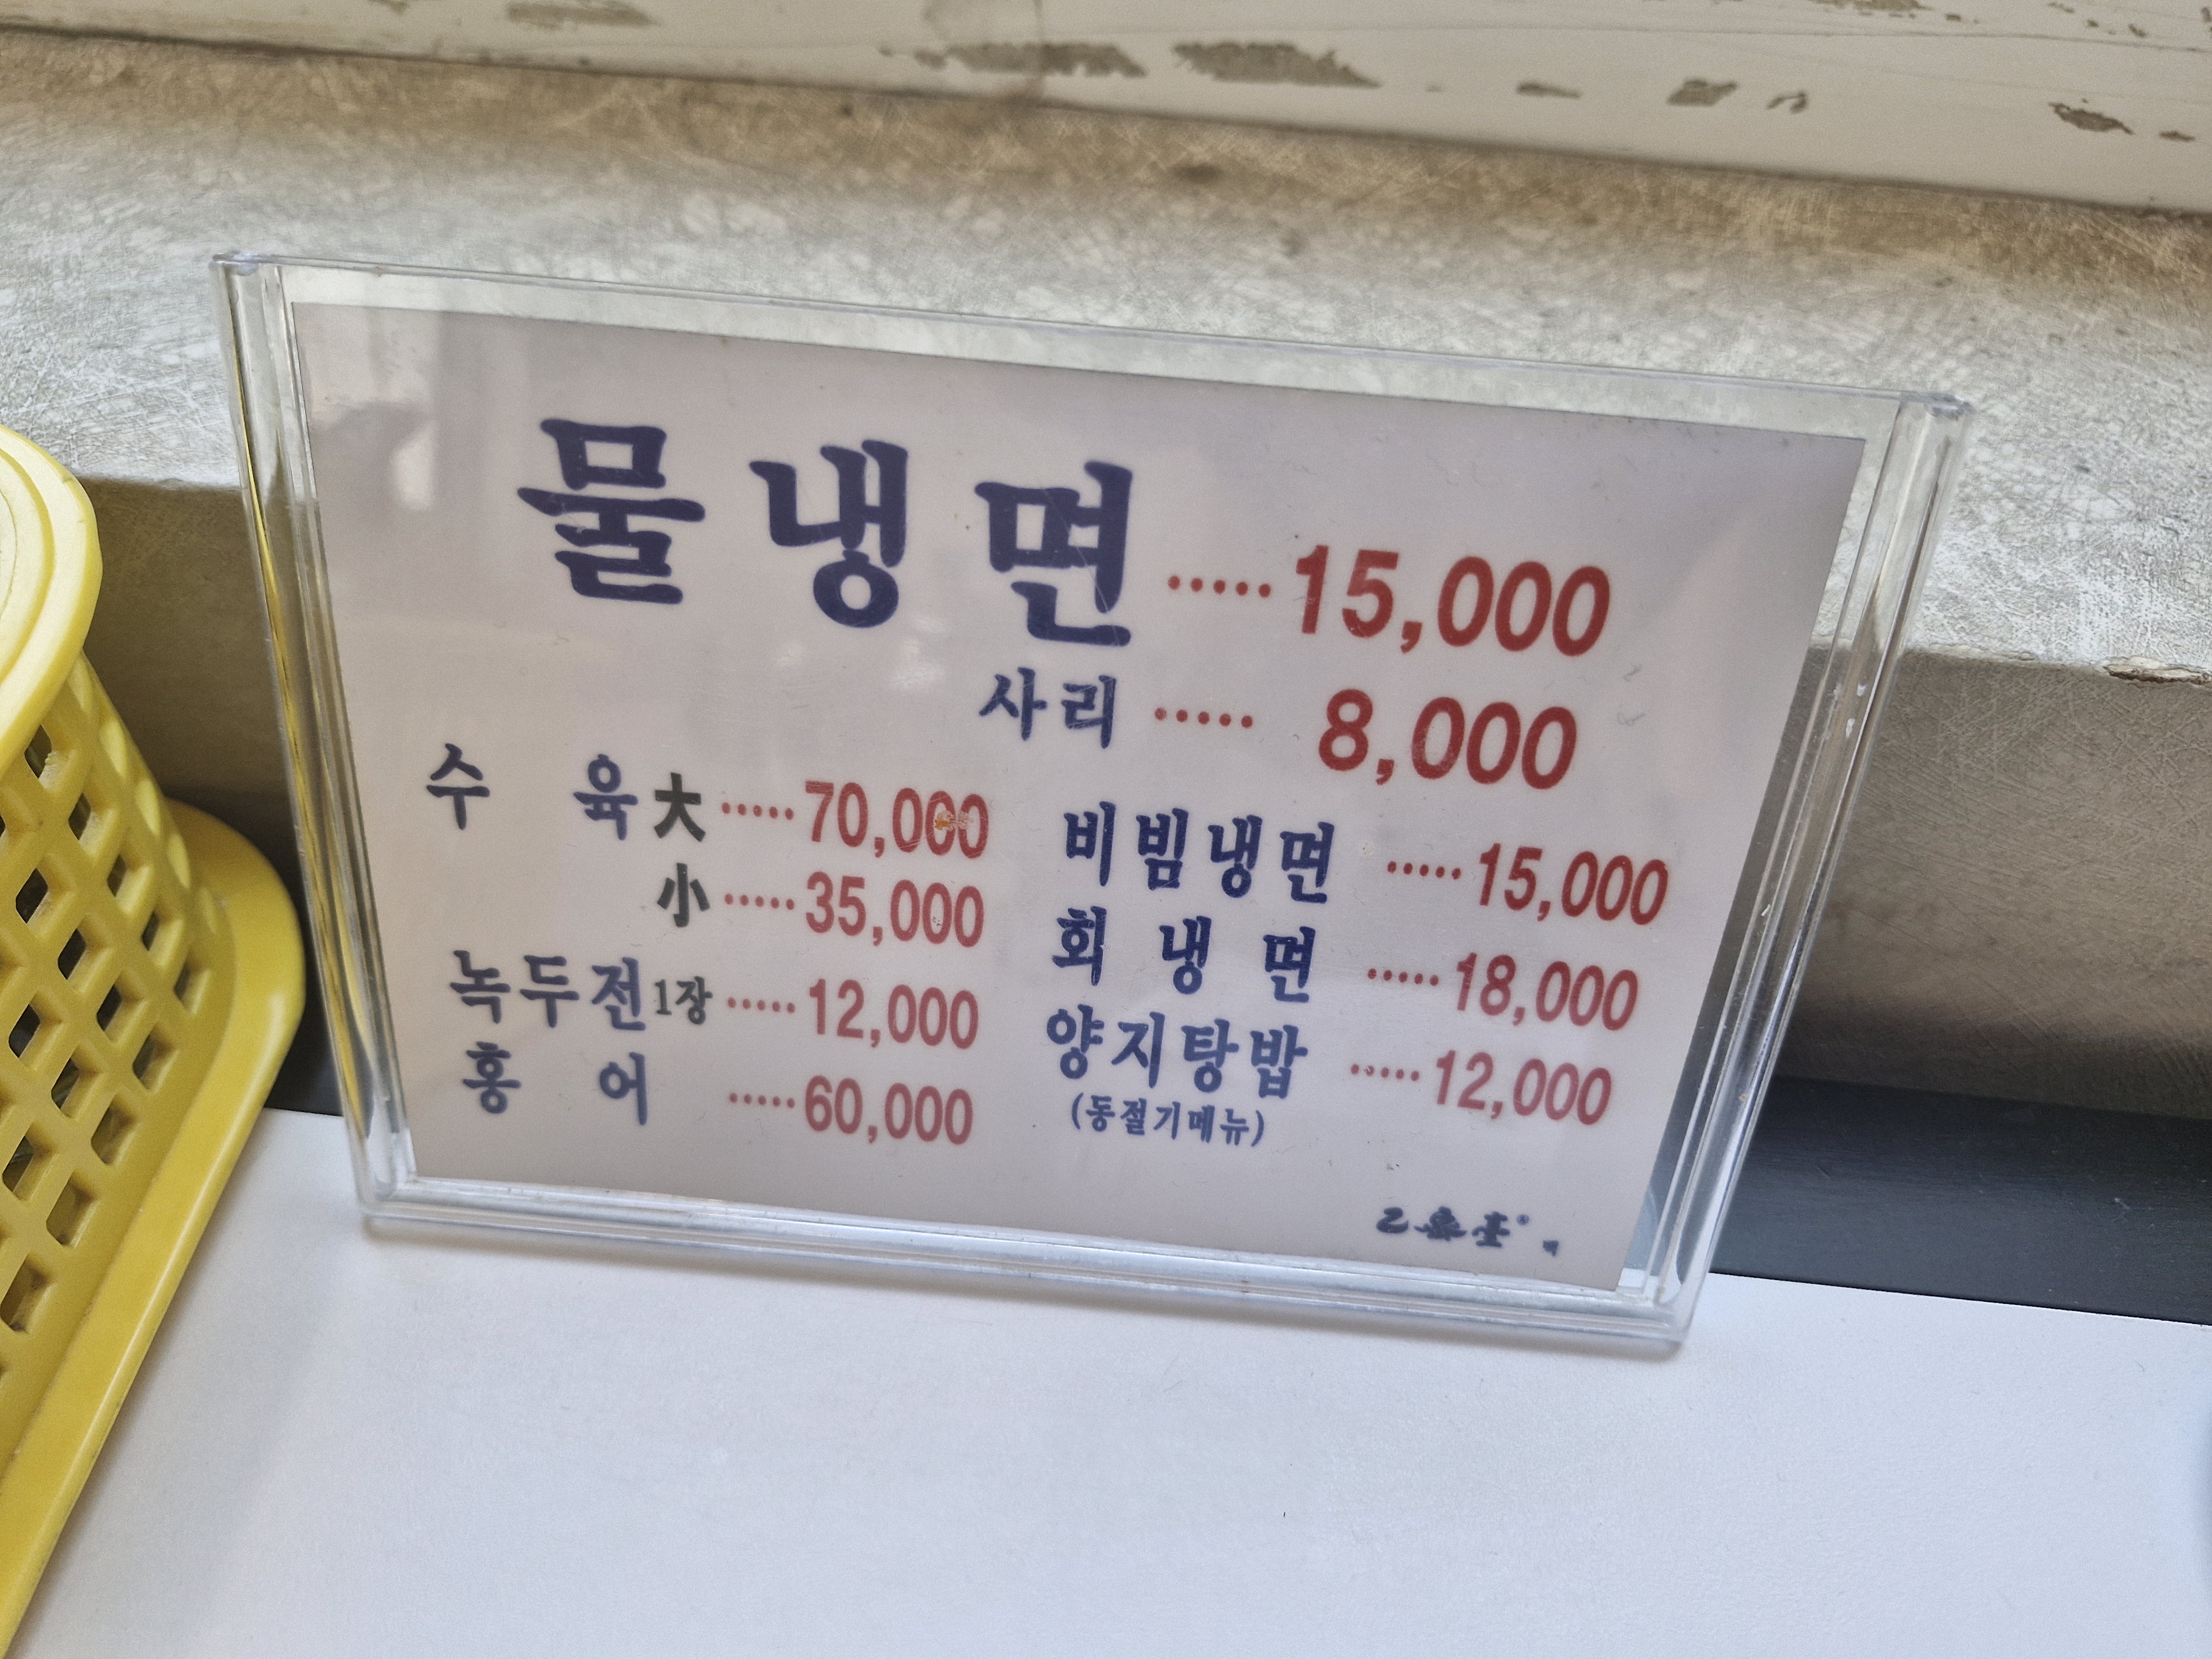 물냉면 ····· 15,000
사리 ····· 8,000
수 육 大 ····· 70,000
小 ····· 35,000
녹두전 1장 ····· 12,000
홍 어 ····· 60,000
비빔냉면 ····· 15,000
회 냉 면 ····· 18,000
양지탕밥 ····· 12,000
(동절기메뉴)